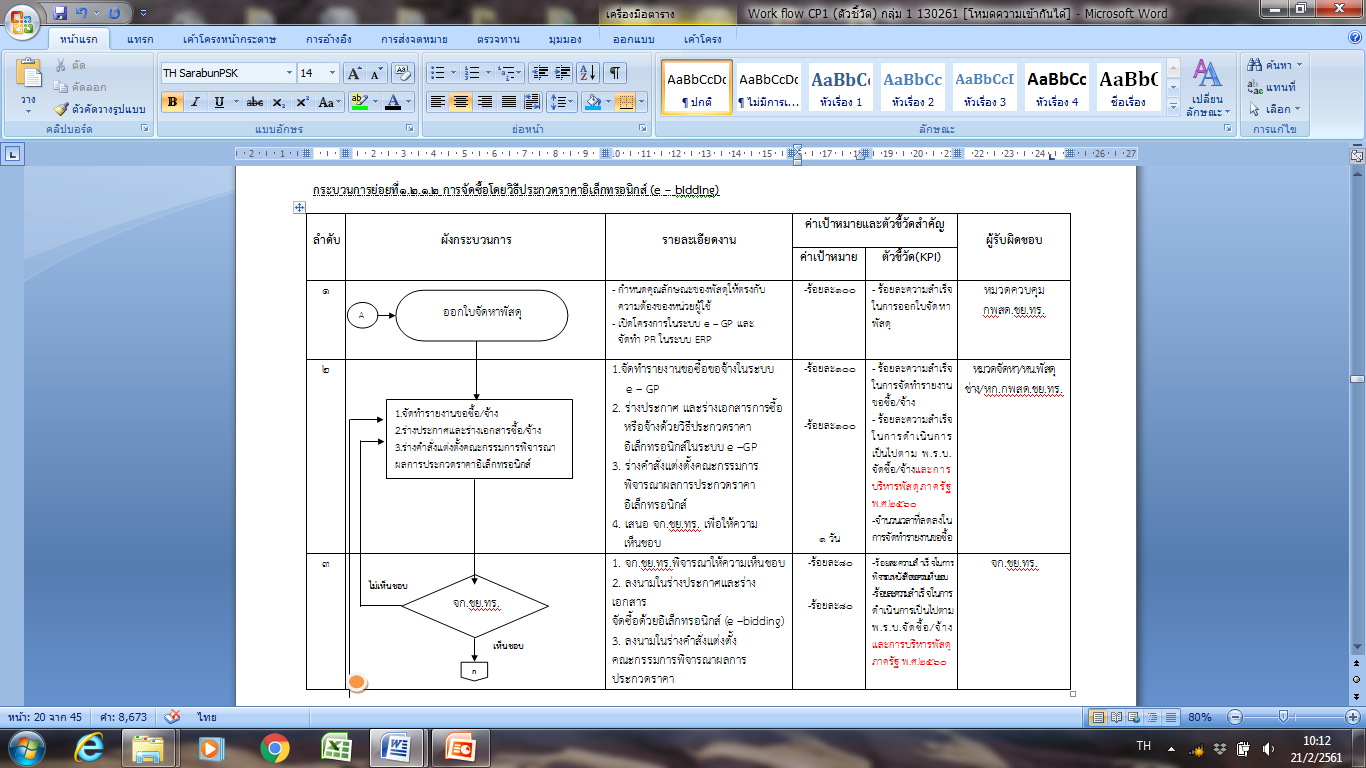 เครื่องมือตาราง
Work flow CP1 (ตัวชี้วัด) กลุ่ม 1 130261 [โหมดความเข้ากันได้] - Microsoft Word
หน้าแรก แทรก เค้าโครงหน้ากระดาษ การอ้างอิง การส่งจดหมาย ตรวจทาน มุมมอง ออกแบบ เค้าโครง
วาง
ตัด
คัดลอก
ตัวคัดวางรูปแบบ
คลิปบอร์ด
TH SarabunPSK 14
B I U abc X₂ X² Aa
แบบอักษร
ย่อหน้า
AaBbCcDc AaBbCcDc AaBbCc AaBbCc AaBbCcI AaBbCc AaBbC
¶ ปกติ ¶ ไม่มีการเ... หัวเรื่อง 1 หัวเรื่อง 2 หัวเรื่อง 3 หัวเรื่อง 4 ชื่อเรื่อง
ลักษณะ
เปลี่ยน
ลักษณะ
ค้นหา
แทนที่
เลือก
การแก้ไข
2 1 1 2 3 4 5 6 7 8 9 10 11 12 13 14 15 17 18 19 20 21 22 23 24 26 27
กระบวนการย่อยที่๑.๒.๑.๒ การจัดซื้อโดยวิธีประกวดราคาอิเล็กทรอนิกส์ (e – bidding)
ลำดับ
ผังกระบวนการ
รายละเอียดงาน
ค่าเป้าหมายและตัวชี้วัดสำคัญ
ค่าเป้าหมาย
ตัวชี้วัด(KPI)
ผู้รับผิดชอบ
๑
A
ออกใบจัดหาพัสดุ
- กำหนดคุณลักษณะของพัสดุให้ตรงกับ
ความต้องของหน่วยผู้ใช้
- เปิดโครงการในระบบ e – GP และ
จัดทำ PR ในระบบ ERP
-ร้อยละ๑๐๐
- ร้อยละความสำเร็จ
ในการออกใบจัดหา
พัสดุ
หมวดควบคุม
กพสด.ชย.ทร.
๒
1.จัดทำรายงานขอซื้อ/จ้าง
2.ร่างประกาศและร่างเอกสารซื้อ/จ้าง
3.ร่างคำสั่งแต่งตั้งคณะกรรมการพิจารณา
ผลการประกวดราคาอิเล็กทรอนิกส์
1.จัดทำรายงานขอซื้อขอจ้างในระบบ
e – GP
2. ร่างประกาศ และร่างเอกสารการซื้อ
หรือจ้างด้วยวิธีประกวดราคา
อิเล็กทรอนิกส์ในระบบ e –GP
3. ร่างคำสั่งแต่งตั้งคณะกรรมการ
พิจารณาผลการประกวดราคา
อิเล็กทรอนิกส์
4. เสนอ จก.ชย.ทร. เพื่อให้ความ
เห็นชอบ
-ร้อยละ๑๐๐
-ร้อยละ๑๐๐
๑ วัน
- ร้อยละความสำเร็จ
ในการจัดทำรายงาน
ขอซื้อ/จ้าง
- ร้อยละความสำเร็จ
ในการดำเนินการ
เป็นไปตาม พ.ร.บ.
จัดซื้อ/จ้างและการ
บริหารพัสดุภาครัฐ
พ.ศ.๒๕๖๐
-จำนวนเวลาที่ลดลงใน
การจัดทำรายงานขอซื้อ
หมวดจัดหา/หน.พัสดุ
ช่าง/หก.กพสด.ชย.ทร.
๓
ไม่เห็นชอบ
จก.ชย.ทร.
เห็นชอบ
ก
1. จก.ชย.ทร.พิจารณาให้ความเห็นชอบ
2. ลงนามในร่างประกาศและร่าง
เอกสาร
จัดซื้อด้วยอิเล็กทรอนิกส์ (e –bidding)
3. ลงนามในร่างคำสั่งแต่งตั้ง
คณะกรรมการพิจารณาผลการ
ประกวดราคา
-ร้อยละ๘๐
-ร้อยละ๘๐
-ร้อยละความสำเร็จในการ
-ร้อยละความสำเร็จในการ
ดำเนินการเป็นไปตาม
พ.ร.บ.จัดซื้อ/จ้าง
และการบริหารพัสดุ
ภาครัฐ พ.ศ.๒๕๖๐
จก.ชย.ทร.
หน้า: 20 จาก 45 คำ: 8,673 ไทย 80%
TH
10:12
21/2/2561